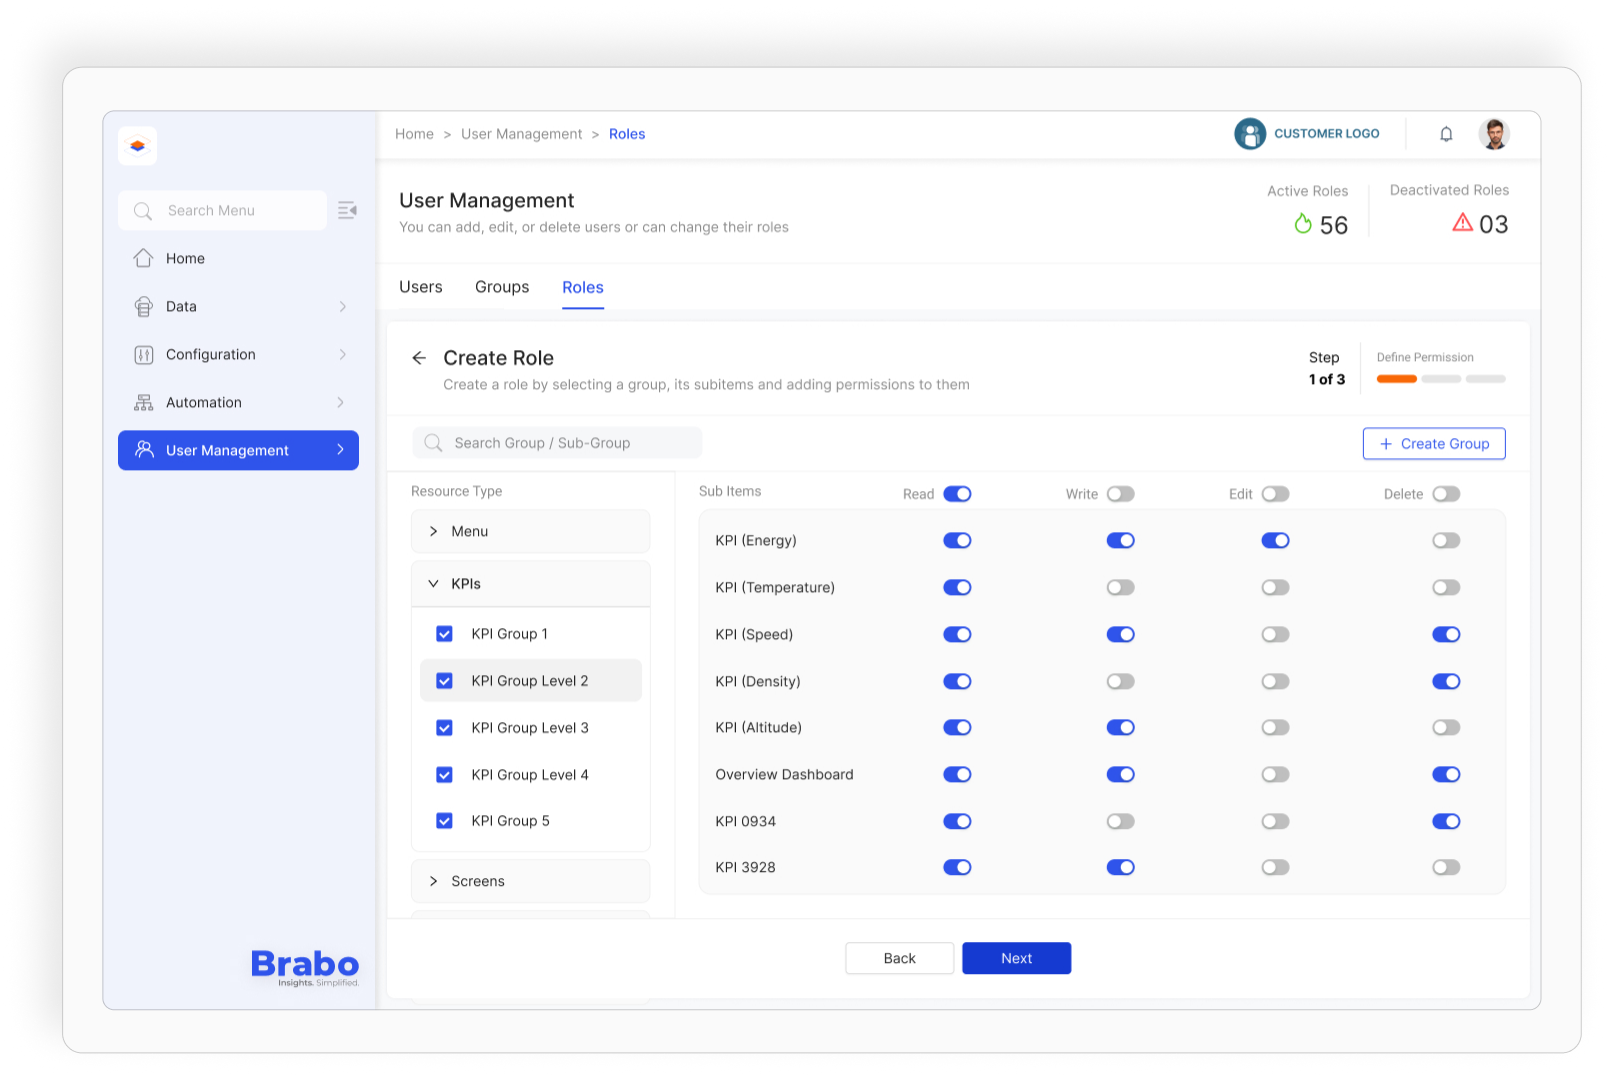 Home > User Management > Roles
CUSTOMER LOGO
Search Menu
Home
Data
Configuration
Automation
User Management
Brabo
Insights. Simplified.
User Management
You can add, edit, or delete users or can change their roles
Active Roles
56
Deactivated Roles
03
Users Groups Roles
Create Role
Create a role by selecting a group, its subitems and adding permissions to them
Step
1 of 3
Define Permission
Search Group / Sub-Group
+ Create Group
Resource Type
Menu
KPIs
KPI Group 1
KPI Group Level 2
KPI Group Level 3
KPI Group Level 4
KPI Group 5
Screens
Sub Items Read Write Edit Delete
KPI (Energy)
KPI (Temperature)
KPI (Speed)
KPI (Density)
KPI (Altitude)
Overview Dashboard
KPI 0934
KPI 3928
Back Next